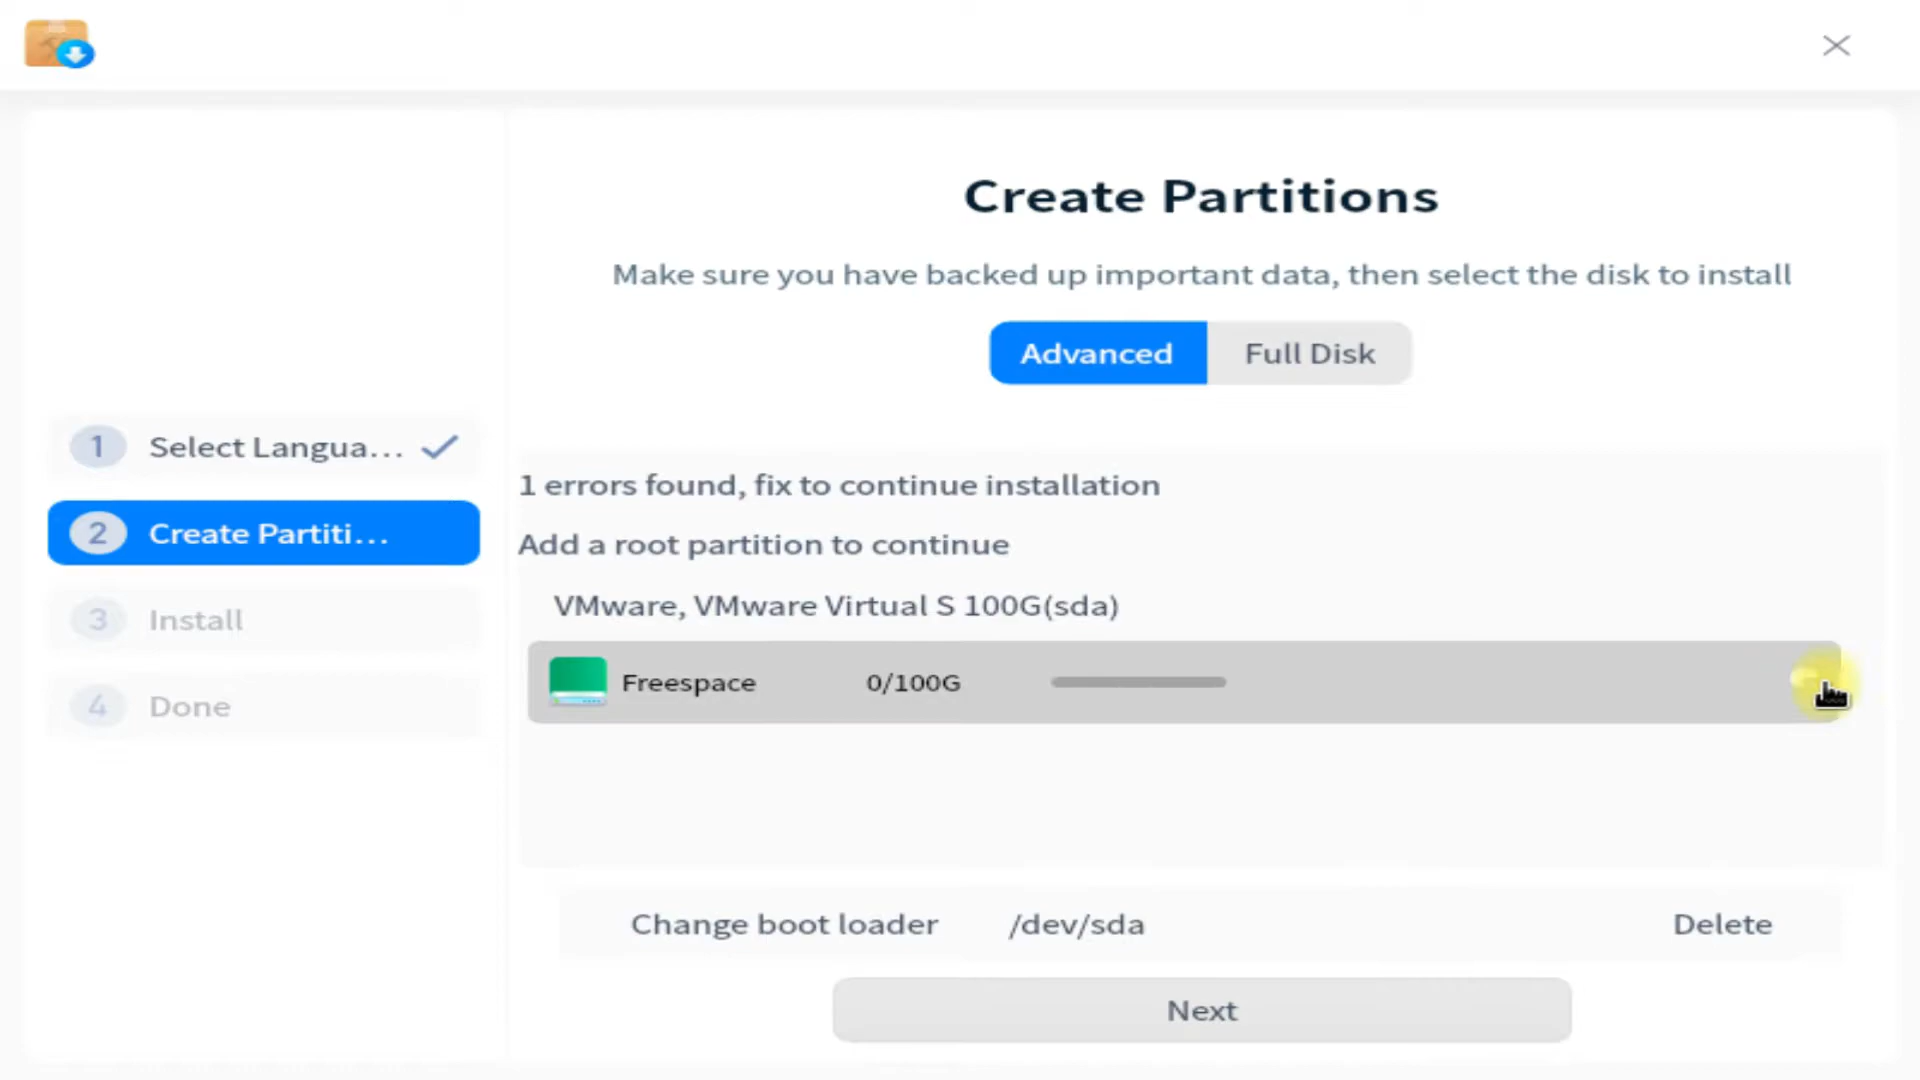 Create Partitions
Make sure you have backed up important data, then select the disk to install
Advanced Full Disk
1 Select Langua...
2 Create Partiti...
3 Install
4 Done
1 errors found, fix to continue installation
Add a root partition to continue
VMware, VMware Virtual S 100G(sda)
Freespace 0/100G
Change boot loader /dev/sda Delete
Next